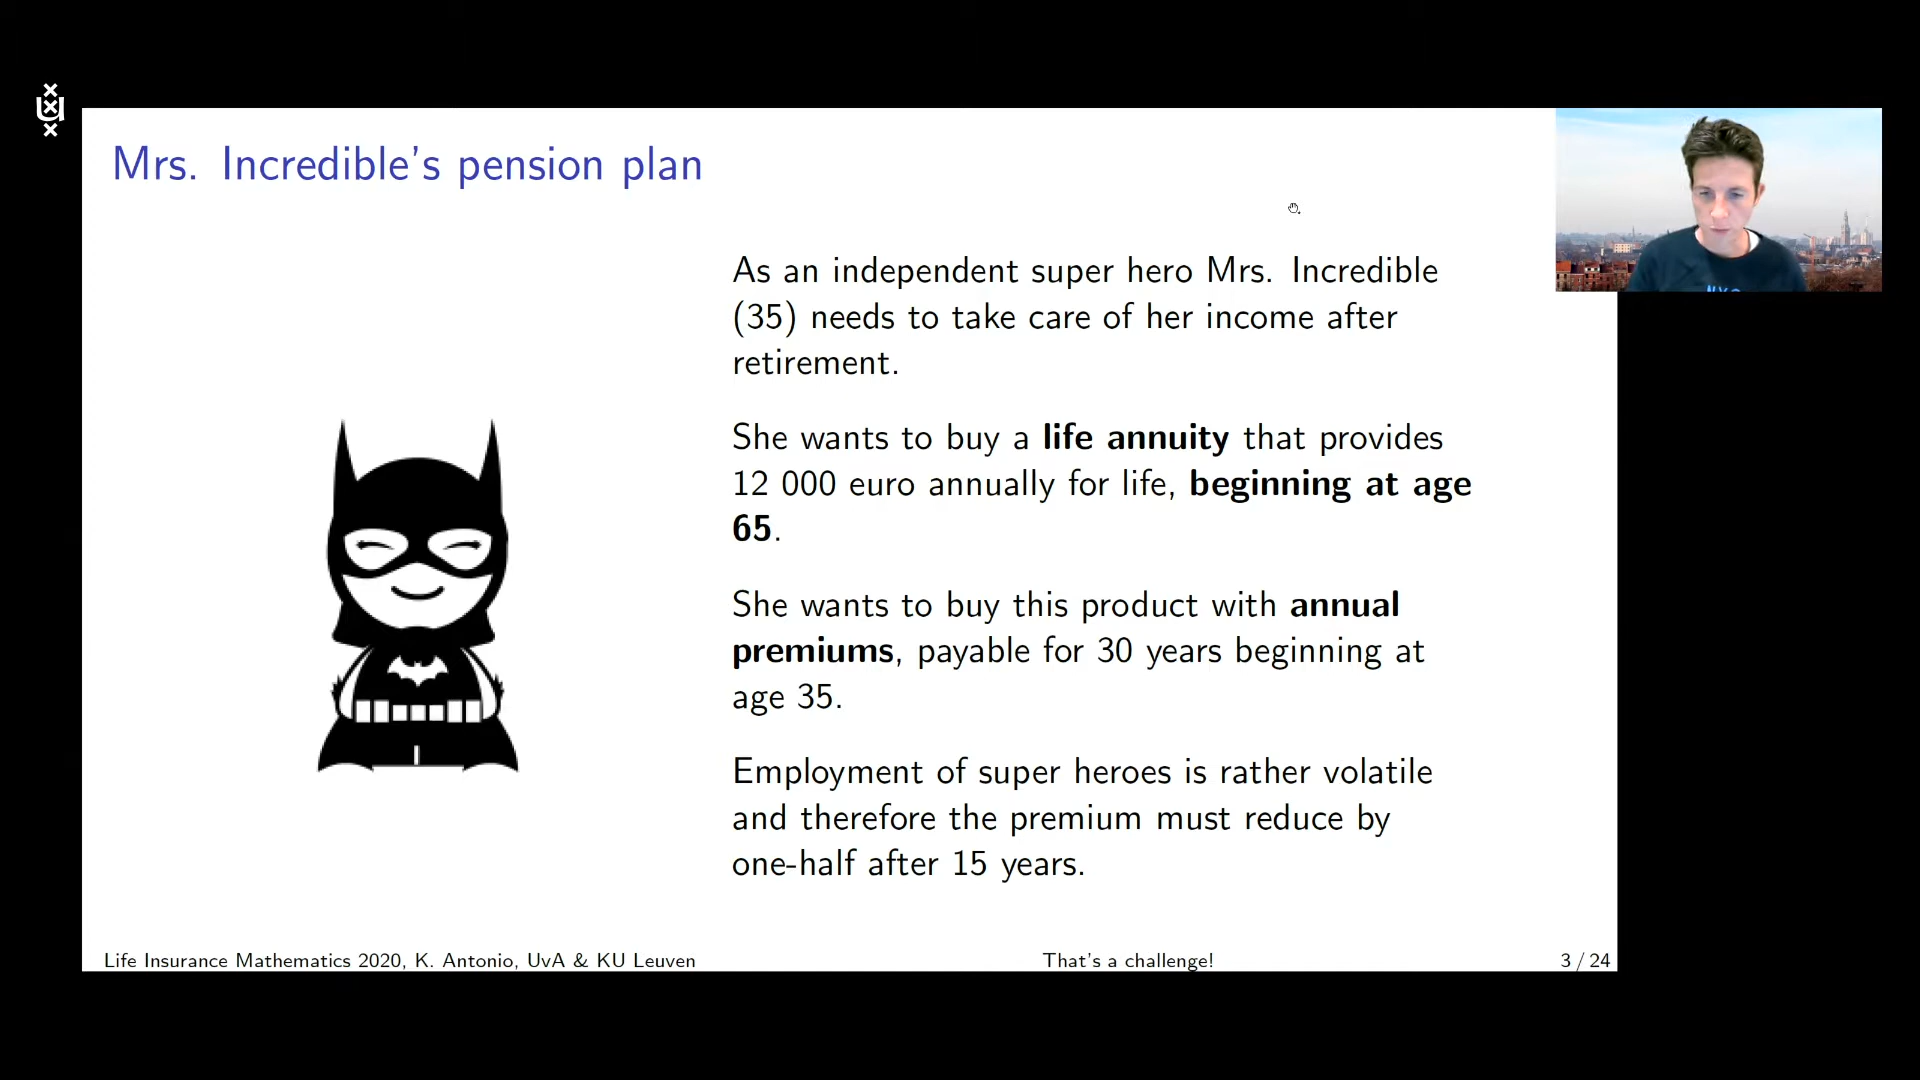 Mrs. Incredible's pension plan
As an independent super hero Mrs. Incredible
(35) needs to take care of her income after
retirement.
She wants to buy a life annuity that provides
12 000 euro annually for life, beginning at age
65.
She wants to buy this product with annual
premiums, payable for 30 years beginning at
age 35.
Employment of super heroes is rather volatile
and therefore the premium must reduce by
one-half after 15 years.
Life Insurance Mathematics 2020, K. Antonio, UvA & KU Leuven
That's a challenge!
3 / 24